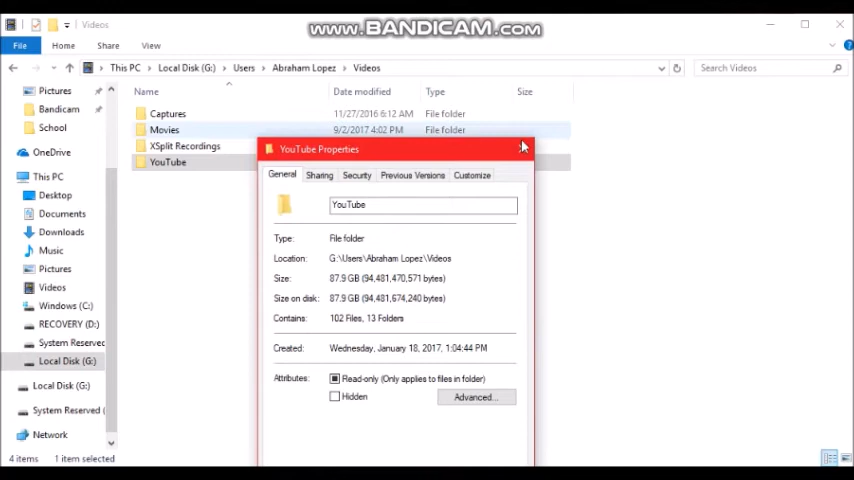 www.BANDICAM.com
Videos
File Home Share View
This PC Local Disk (G:) Users Abraham Lopez Videos Search Videos
Name Date modified Type Size
Pictures
Bandicam
School
OneDrive
This PC
Desktop
Documents
Downloads
Music
Pictures
Videos
Windows (C:)
RECOVERY (D:)
System Reserved
Local Disk (G:)
Local Disk (G:)
System Reserved (
Network
Captures 11/27/2016 6:12 AM File folder
Movies 9/2/2017 4:02 PM File folder
XSplit Recordings
YouTube
YouTube Properties
General Sharing Security Previous Versions Customize
YouTube
Type: File folder
Location: G:\Users\Abraham Lopez\Videos
Size: 87.9 GB (94,481,470,571 bytes)
Size on disk: 87.9 GB (94,481,674,240 bytes)
Contains: 102 Files, 13 Folders
Created: Wednesday, January 18, 2017, 1:04:44 PM
Attributes: Read-only (Only applies to files in folder)
Hidden Advanced...
4 items 1 item selected